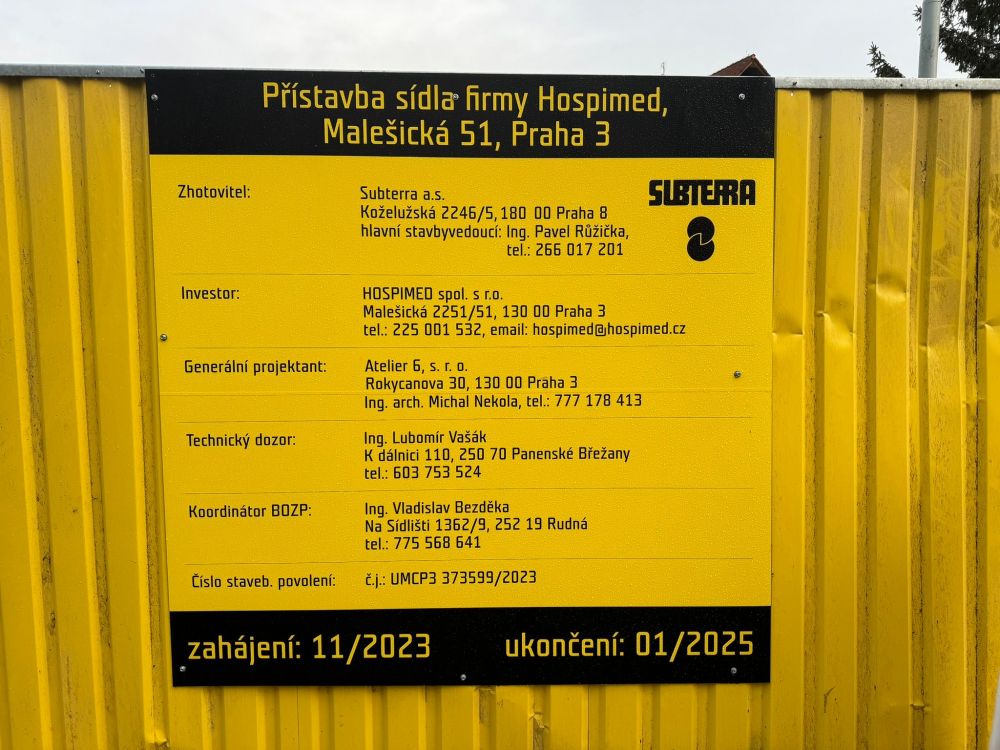 Přístavba sídla firmy Hospimed,
Malešická 51, Praha 3
Zhotovitel:
Subterra a.s.
Koželužská 2246/5, 180 00 Praha 8
hlavní stavbyvedoucí: Ing. Pavel Růžička,
tel.: 266 017 201
SUBTERRA
Investor:
HOSPIMED spol. s r.o.
Malešická 2251/51, 130 00 Praha 3
tel.: 225 001 532, email: hospimed@hospimed.cz
Generální projektant:
Atelier 6, s. r. o.
Rokycanova 30, 130 00 Praha 3
Ing. arch. Michal Nekola, tel.: 777 178 413
Technický dozor:
Ing. Lubomír Vašák
K dálnici 110, 250 70 Panenské Břežany
tel.: 603 753 524
Koordinátor BOZP:
Ing. Vladislav Bezděka
Na Sídlišti 1362/9, 252 19 Rudná
tel.: 775 568 641
Číslo staveb. povolení:
č.j.: UMCP3 373599/2023
zahájení: 11/2023
ukončení: 01/2025